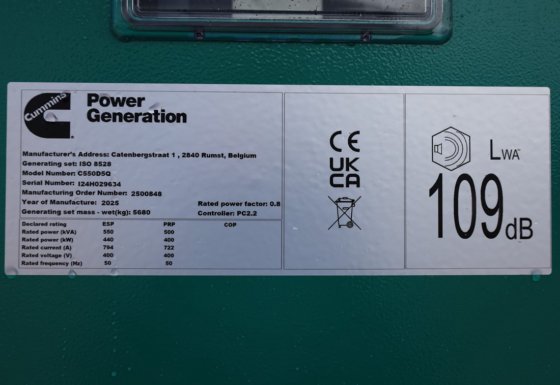 Cummins
Power
Generation
Manufacturer's Address: Catenbergstraat 1 , 2840 Rumst, Belgium
Generating set: ISO 8528
Model Number: C550D5Q
Serial Number: I24H029634
Manufacturing Order Number: 2500848
Year of Manufacture: 2025 Rated power factor: 0.8
Generating set mass - wet(kg): 5680 Controller: PC2.2
Declared rating ESP PRP COP
Rated power (kVA) 550 500
Rated power (kW) 440 400
Rated current (A) 794 722
Rated voltage (V) 400 400
Rated frequency (Hz) 50 50
CE
UK
CA
LWA
109dB